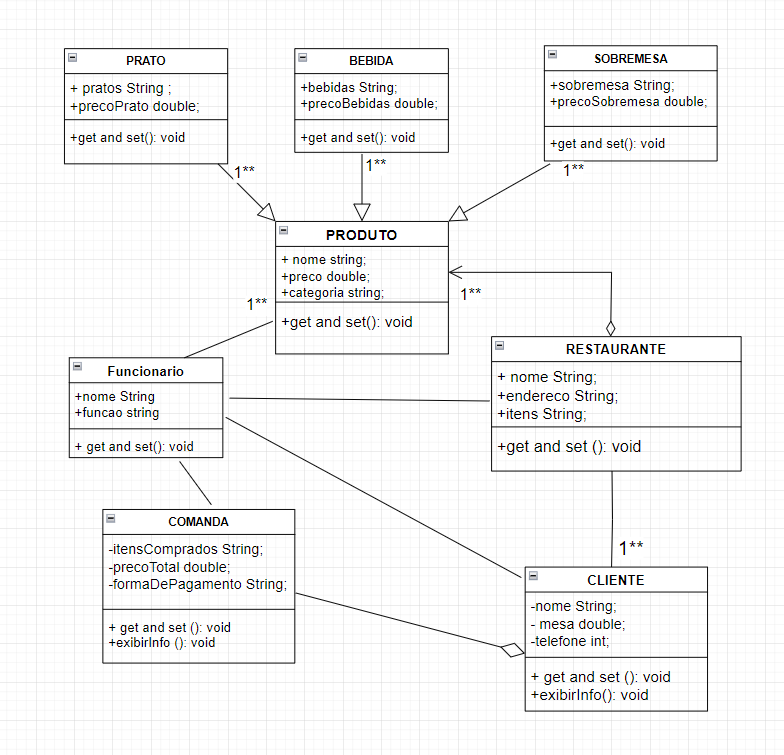 PRATO
+ pratos String ;
+precoPrato double;
+get and set(): void
BEBIDA
+bebidas String;
+precoBebidas double;
+get and set(): void
SOBREMESA
+sobremesa String;
+precoSobremesa double;
+get and set(): void
1**
1**
1**
PRODUTO
+ nome string;
+preco double;
+categoria string;
+get and set(): void
1**
1**
Funcionario
+nome String
+funcao string
+ get and set(): void
RESTAURANTE
+ nome String;
+endereco String;
+itens String;
+get and set (): void
1**
COMANDA
-itensComprados String;
-precoTotal double;
-formaDePagamento String;
+ get and set (): void
+exibirInfo (): void
CLIENTE
-nome String;
- mesa double;
-telefone int;
+ get and set (): void
+exibirInfo(): void